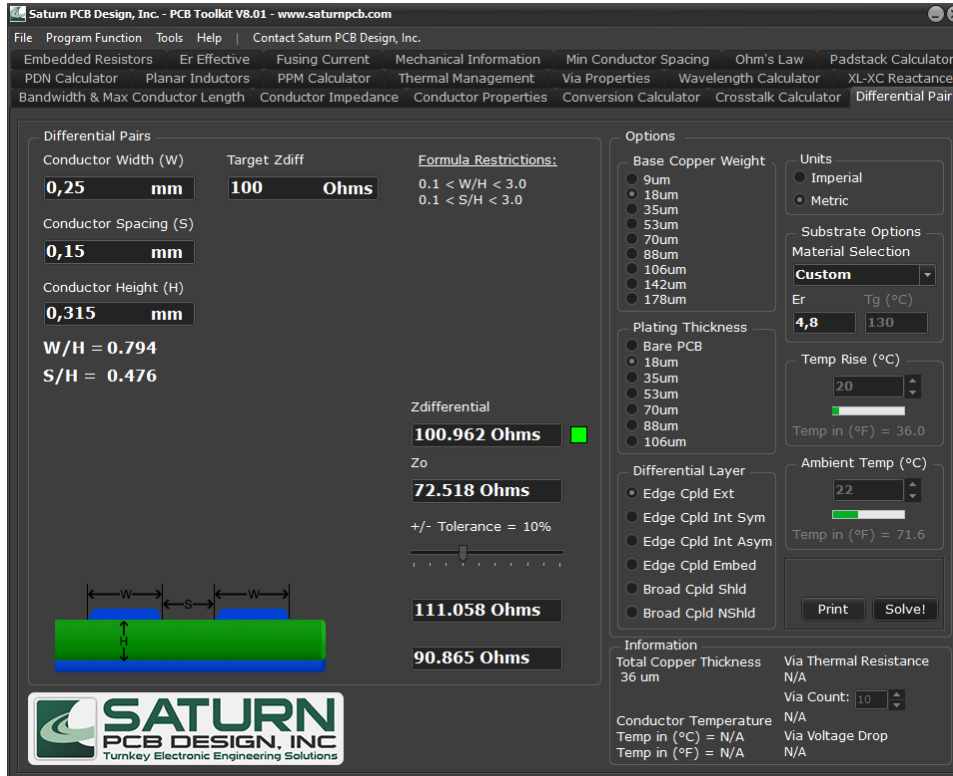 Saturn PCB Design, Inc. - PCB Toolkit V8.01 - www.saturnpcb.com
File Program Function Tools Help | Contact Saturn PCB Design, Inc.
Embedded Resistors Er Effective Fusing Current Mechanical Information Min Conductor Spacing Ohm's Law Padstack Calculator
PDN Calculator Planar Inductors PPM Calculator Thermal Management Via Properties Wavelength Calculator XL-XC Reactance
Bandwidth & Max Conductor Length Conductor Impedance Conductor Properties Conversion Calculator Crosstalk Calculator Differential Pair
Differential Pairs
Conductor Width (W)
0,25 mm
Target Zdiff
100 Ohms
Formula Restrictions:
0.1 < W/H < 3.0
0.1 < S/H < 3.0
Conductor Spacing (S)
0,15 mm
Conductor Height (H)
0,315 mm
W/H = 0.794
S/H = 0.476
Zdifferential
100.962 Ohms
Zo
72.518 Ohms
+/- Tolerance = 10%
111.058 Ohms
90.865 Ohms
W
S
W
H
SATURN
PCB DESIGN, INC
Turnkey Electronic Engineering Solutions
Options
Base Copper Weight
9um
18um
35um
53um
70um
88um
106um
142um
178um
Units
Imperial
Metric
Substrate Options
Material Selection
Custom
Er Tg (°C)
4,8 130
Plating Thickness
Bare PCB
18um
35um
53um
70um
88um
106um
Temp Rise (°C)
20
Temp in (°F) = 36.0
Differential Layer
Edge Cpld Ext
Edge Cpld Int Sym
Edge Cpld Int Asym
Edge Cpld Embed
Broad Cpld Shld
Broad Cpld NShld
Ambient Temp (°C)
22
Temp in (°F) = 71.6
Print Solve!
Information
Total Copper Thickness
36 um
Conductor Temperature
Temp in (°C) = N/A
Temp in (°F) = N/A
Via Thermal Resistance
N/A
Via Count: 10
N/A
Via Voltage Drop
N/A